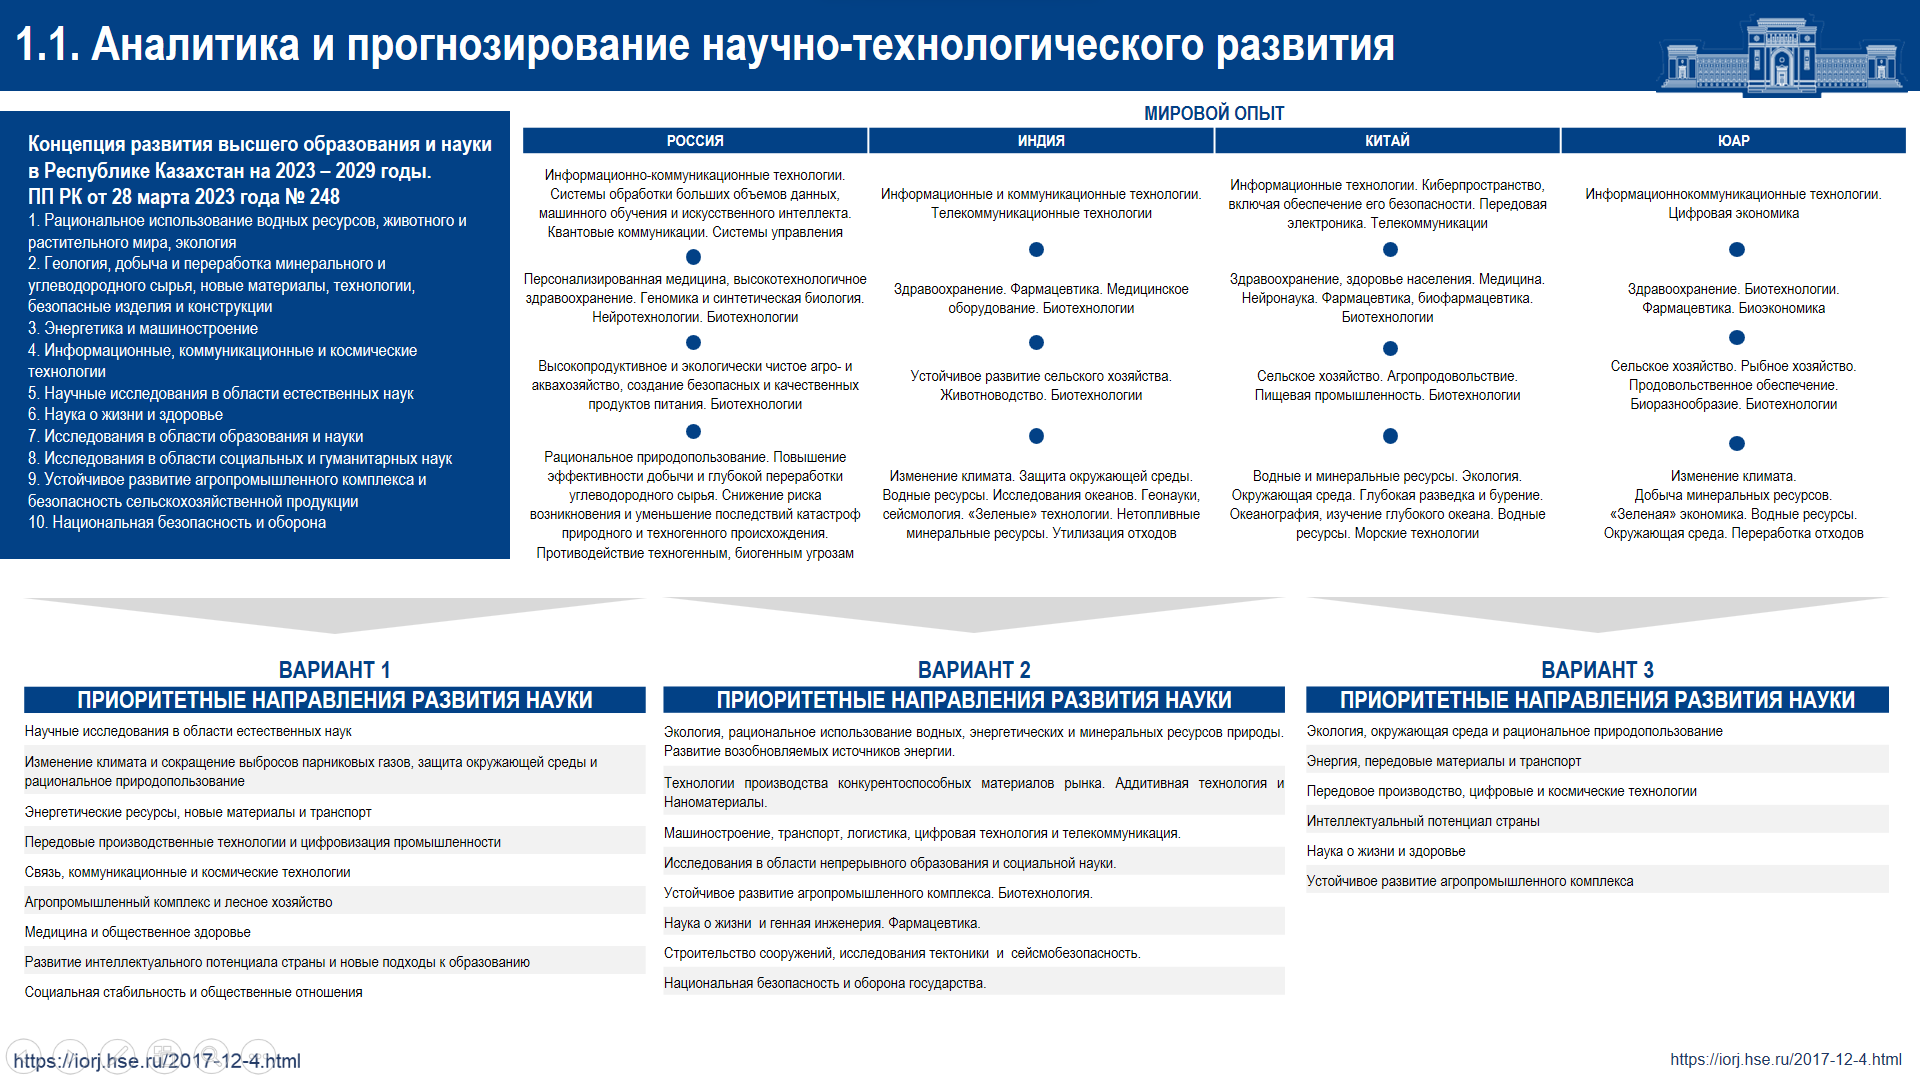 1.1. Аналитика и прогнозирование научно-технологического развития
Концепция развития высшего образования и науки
в Республике Казахстан на 2023 – 2029 годы.
ПП РК от 28 марта 2023 года № 248
1. Рациональное использование водных ресурсов, животного и
растительного мира, экология
2. Геология, добыча и переработка минерального и
углеводородного сырья, новые материалы, технологии,
безопасные изделия и конструкции
3. Энергетика и машиностроение
4. Информационные, коммуникационные и космические
технологии
5. Научные исследования в области естественных наук
6. Наука о жизни и здоровье
7. Исследования в области образования и науки
8. Исследования в области социальных и гуманитарных наук
9. Устойчивое развитие агропромышленного комплекса и
безопасность сельскохозяйственной продукции
10. Национальная безопасность и оборона
МИРОВОЙ ОПЫТ
РОССИЯ
Информационно-коммуникационные технологии.
Системы обработки больших объемов данных,
машинного обучения и искусственного интеллекта.
Квантовые коммуникации. Системы управления
Персонализированная медицина, высокотехнологичное
здравоохранение. Геномика и синтетическая биология.
Нейротехнологии. Биотехнологии
Высокопродуктивное и экологически чистое агро- и
аквахозяйство, создание безопасных и качественных
продуктов питания. Биотехнологии
Рациональное природопользование. Повышение
эффективности добычи и глубокой переработки
углеводородного сырья. Снижение риска
возникновения и уменьшение последствий катастроф
природного и техногенного происхождения.
Противодействие техногенным, биогенным угрозам
ИНДИЯ
Информационные и коммуникационные технологии.
Телекоммуникационные технологии
Здравоохранение. Фармацевтика. Медицинское
оборудование. Биотехнологии
Устойчивое развитие сельского хозяйства.
Животноводство. Биотехнологии
Изменение климата. Защита окружающей среды.
Водные ресурсы. Исследования океанов. Геонауки,
сейсмология. «Зеленые» технологии. Нетопливные
минеральные ресурсы. Утилизация отходов
КИТАЙ
Информационные технологии. Киберпространство,
включая обеспечение его безопасности. Передовая
электроника. Телекоммуникации
Здравоохранение, здоровье населения. Медицина.
Нейронаука. Фармацевтика, биофармацевтика.
Биотехнологии
Сельское хозяйство. Агропродовольствие.
Пищевая промышленность. Биотехнологии
Водные и минеральные ресурсы. Экология.
Окружающая среда. Глубокая разведка и бурение.
Океанография, изучение глубокого океана. Водные
ресурсы. Морские технологии
ЮАР
Информационнокоммуникационные технологии.
Цифровая экономика
Здравоохранение. Биотехнологии.
Фармацевтика. Биоэкономика
Сельское хозяйство. Рыбное хозяйство.
Продовольственное обеспечение.
Биоразнообразие. Биотехнологии
Изменение климата.
Добыча минеральных ресурсов.
«Зеленая» экономика. Водные ресурсы.
Окружающая среда. Переработка отходов
ВАРИАНТ 1
ПРИОРИТЕТНЫЕ НАПРАВЛЕНИЯ РАЗВИТИЯ НАУКИ
Научные исследования в области естественных наук
Изменение климата и сокращение выбросов парниковых газов, защита окружающей среды и
рациональное природопользование
Энергетические ресурсы, новые материалы и транспорт
Передовые производственные технологии и цифровизация промышленности
Связь, коммуникационные и космические технологии
Агропромышленный комплекс и лесное хозяйство
Медицина и общественное здоровье
Развитие интеллектуального потенциала страны и новые подходы к образованию
Социальная стабильность и общественные отношения
ВАРИАНТ 2
ПРИОРИТЕТНЫЕ НАПРАВЛЕНИЯ РАЗВИТИЯ НАУКИ
Экология, рациональное использование водных, энергетических и минеральных ресурсов природы.
Развитие возобновляемых источников энергии.
Технологии производства конкурентоспособных материалов рынка. Аддитивная технология и
Наноматериалы.
Машиностроение, транспорт, логистика, цифровая технология и телекоммуникация.
Исследования в области непрерывного образования и социальной науки.
Устойчивое развитие агропромышленного комплекса. Биотехнология.
Наука о жизни и генная инженерия. Фармацевтика.
Строительство сооружений, исследования тектоники и сейсмобезопасность.
Национальная безопасность и оборона государства.
ВАРИАНТ 3
ПРИОРИТЕТНЫЕ НАПРАВЛЕНИЯ РАЗВИТИЯ НАУКИ
Экология, окружающая среда и рациональное природопользование
Энергия, передовые материалы и транспорт
Передовое производство, цифровые и космические технологии
Интеллектуальный потенциал страны
Наука о жизни и здоровье
Устойчивое развитие агропромышленного комплекса
https://iorj.hse.ru/2017-12-4.html
https://iorj.hse.ru/2017-12-4.html